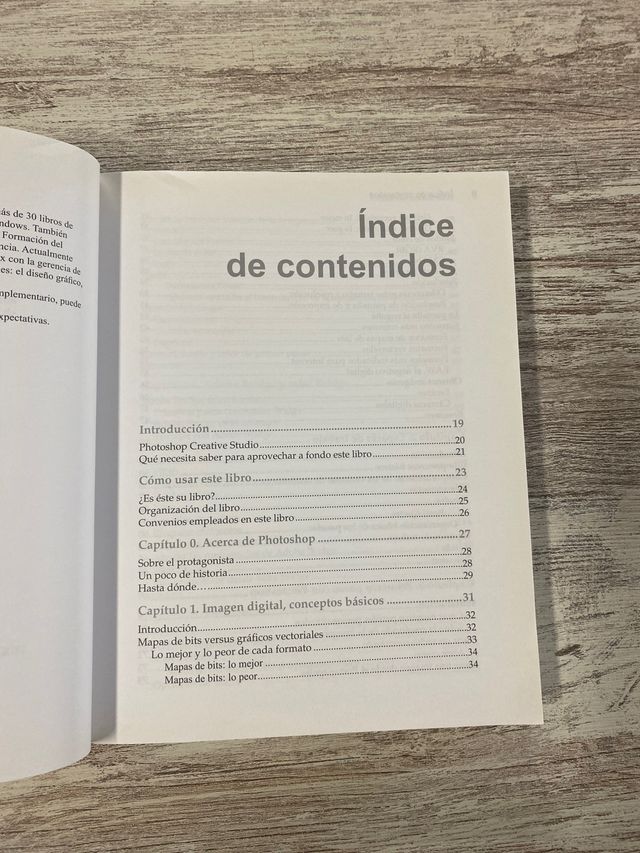 ás de 30 libros de
ndows. También
Formación del
ncia. Actualmente
x con la gerencia de
es: el diseño gráfico,
mplementario, puede
xpectativas.
Índice
de contenidos
Introducción 19
Photoshop Creative Studio 20
Qué necesita saber para aprovechar a fondo este libro 21
Cómo usar este libro 23
¿Es éste su libro? 24
Organización del libro 25
Convenios empleados en este libro 26
Capítulo 0. Acerca de Photoshop 27
Sobre el protagonista 28
Un poco de historia 28
Hasta dónde… 29
Capítulo 1. Imagen digital, conceptos básicos 31
Introducción 32
Mapas de bits versus gráficos vectoriales 32
Lo mejor y lo peor de cada formato 33
Mapas de bits: lo mejor 34
Mapas de bits: lo peor 34